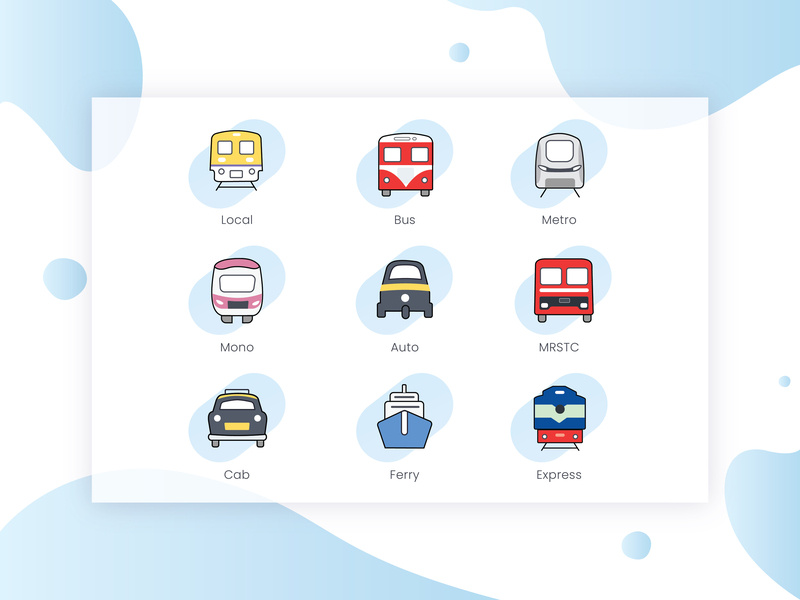 Local
Bus
Metro
Mono
Auto
MRSTC
Cab
Ferry
Express